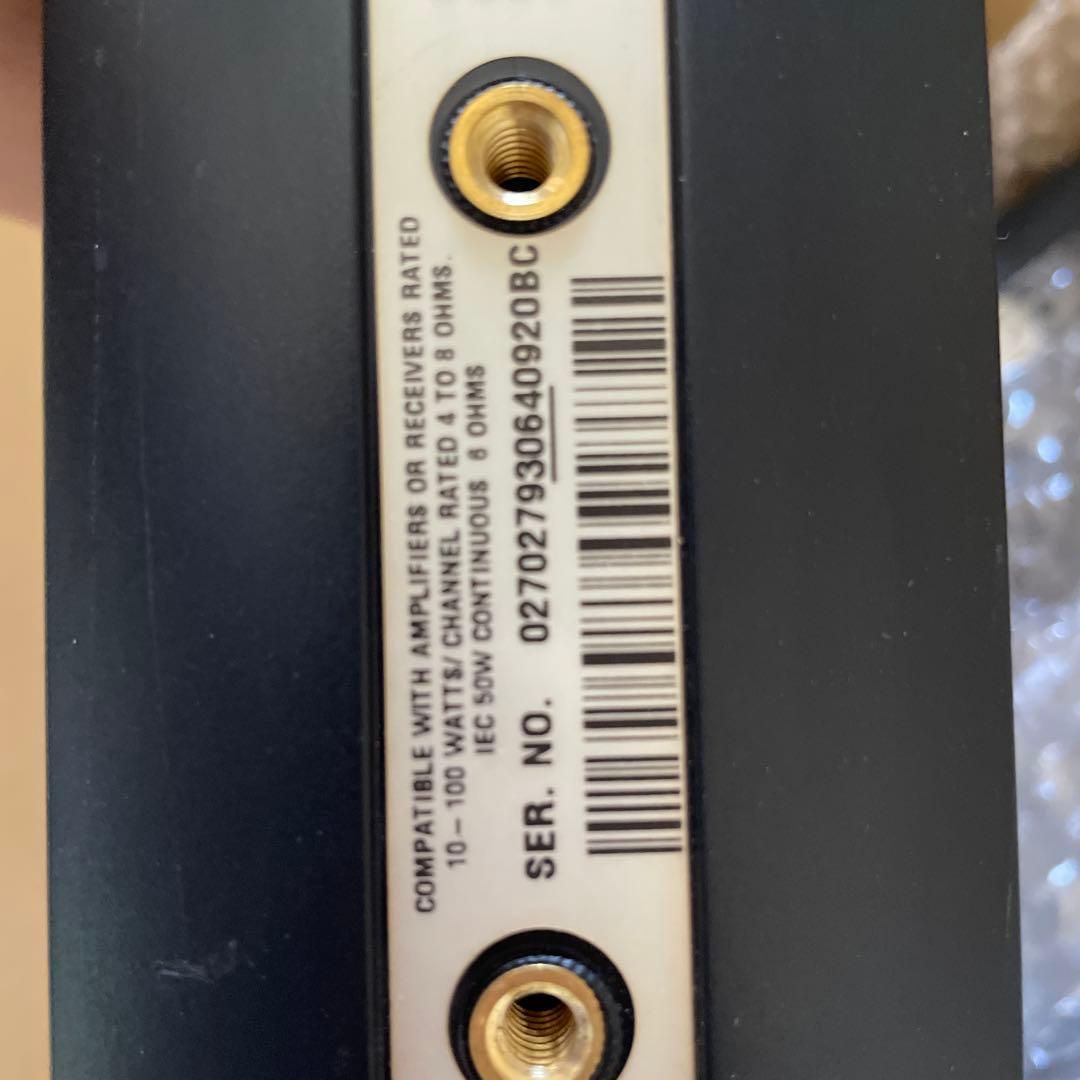 COMPATIBLE WITH AMPLIFIERS OR RECEIVERS RATED
10-100 WATTS/ CHANNEL RATED 4 TO 8 OHMS.
IEC 50W CONTINUOUS 6 OHMS
SER. NO. 027027930640920BC